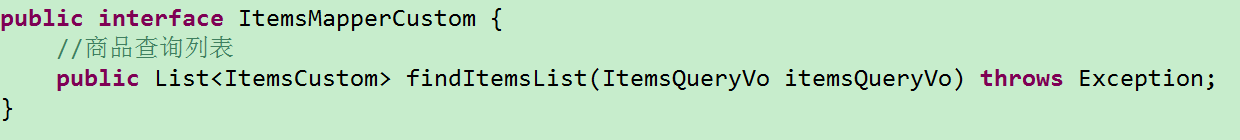 public interface ItemsMapperCustom {
    //商品查询列表
    public List<ItemsCustom> findItemsList(ItemsQueryVo itemsQueryVo) throws Exception;
}